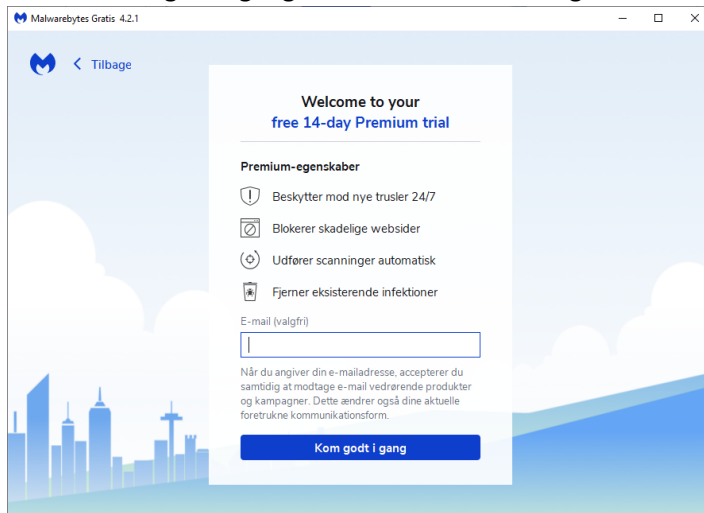 Malwarebytes Gratis 4.2.1
Tilbage
Welcome to your
free 14-day Premium trial
Premium-egenskaber
Beskytter mod nye trusler 24/7
Blokerer skadelige websider
Udfører scanninger automatisk
Fjerner eksisterende infektioner
E-mail (valgfri)
Når du angiver din e-mailadresse, accepterer du
samtidig at modtage e-mail vedrørende produkter
og kampagner. Dette ændrer også dine aktuelle
foretrukne kommunikationsform.
Kom godt i gang